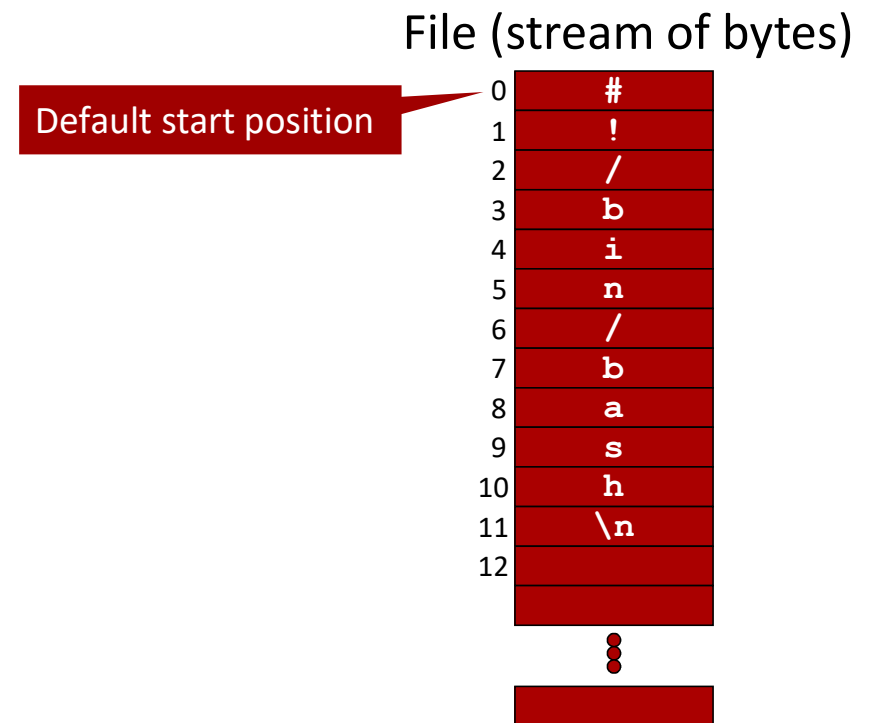 File (stream of bytes)
Default start position
0 #
1 !
2 /
3 b
4 i
5 n
6 /
7 b
8 a
9 s
10 h
11 \n
12